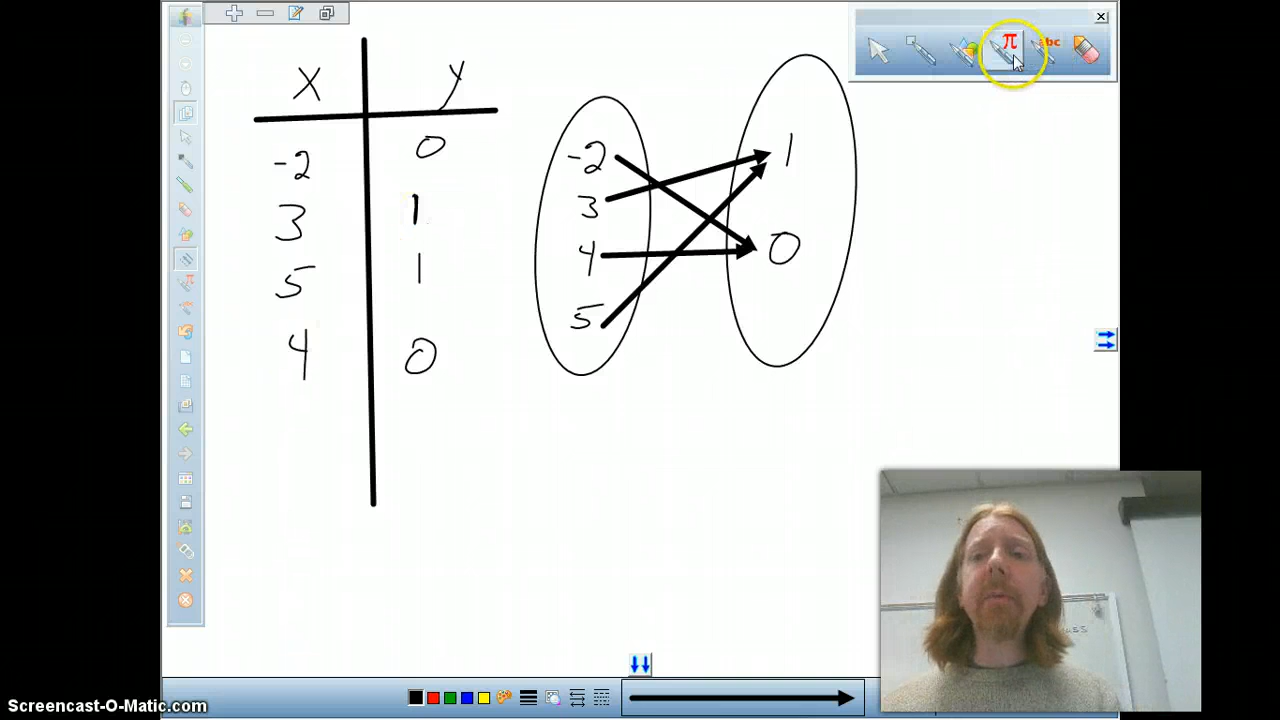 X y
-2 0
3 1
5 1
4 0
-2
3
4
5
1
0
π
abc
Screencast-O-Matic.com